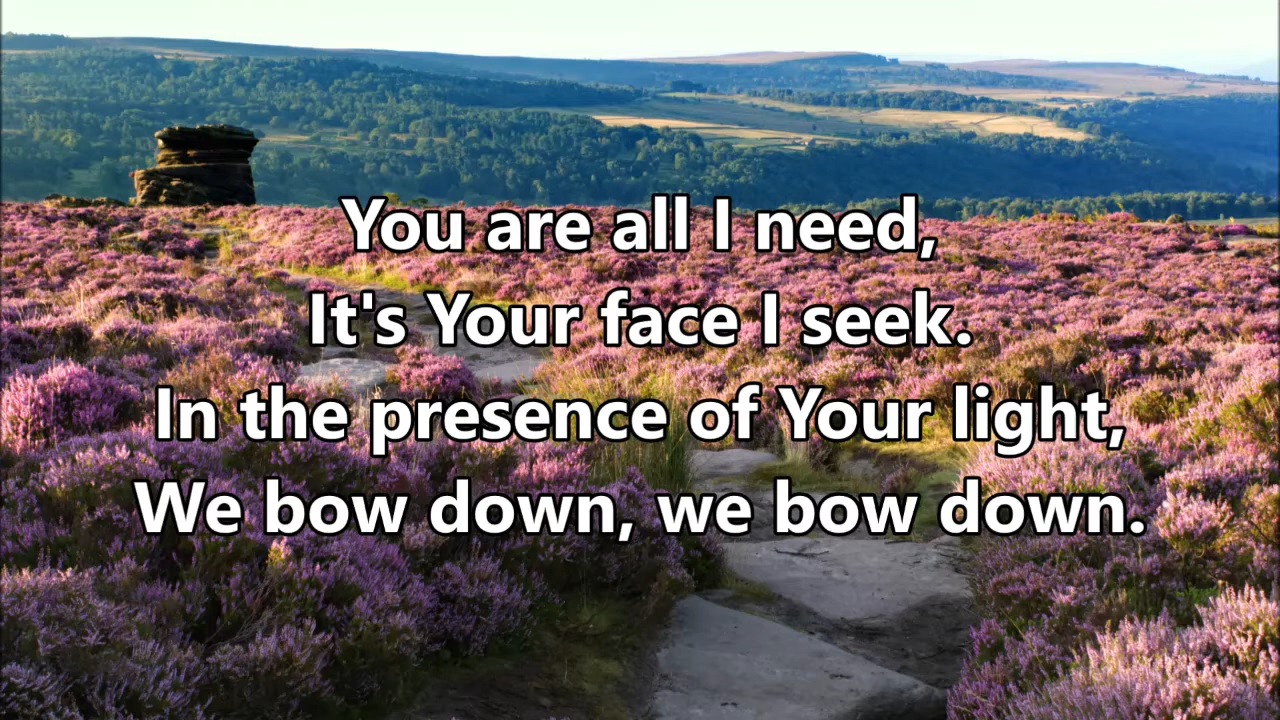 You are all I need,
It's Your face I seek.
In the presence of Your light,
We bow down, we bow down.